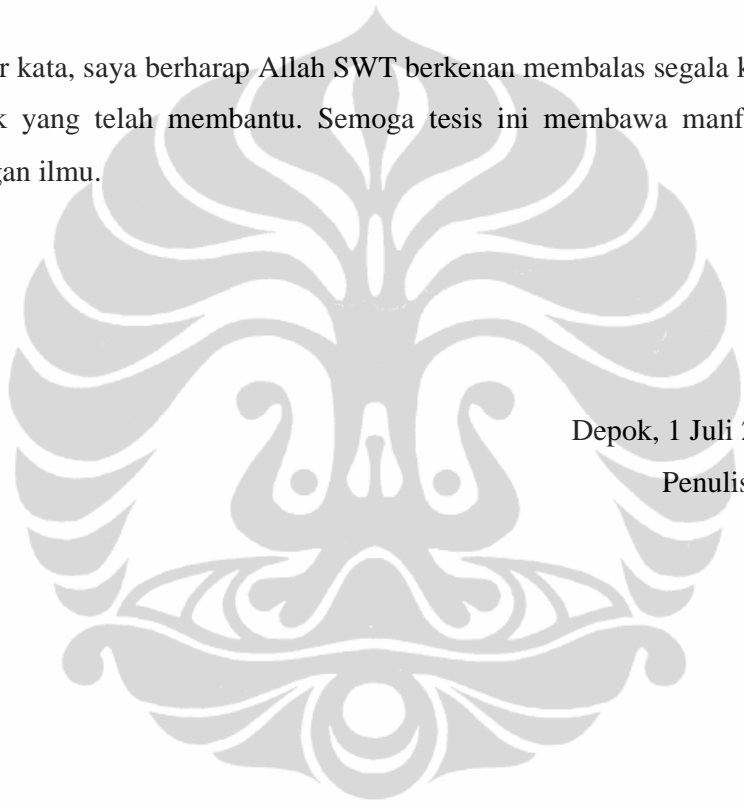 r kata, saya berharap Allah SWT berkenan membalas segala k
k yang telah membantu. Semoga tesis ini membawa manf
gan ilmu.
Depok, 1 Juli 2
Penulis